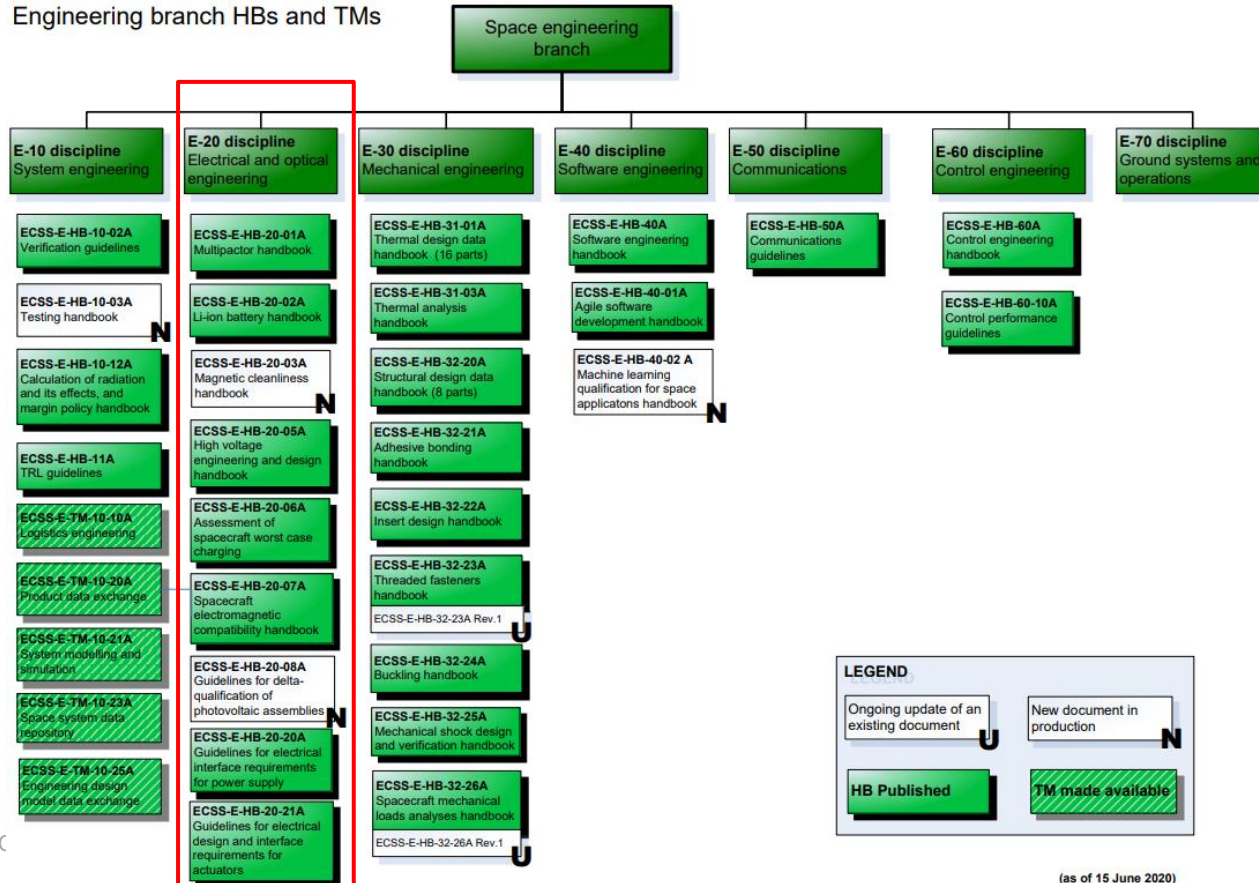 Engineering branch HBs and TMs
Space engineering
branch
E-10 discipline
System engineering
E-20 discipline
Electrical and optical
engineering
E-30 discipline
Mechanical engineering
E-40 discipline
Software engineering
E-50 discipline
Communications
E-60 discipline
Control engineering
E-70 discipline
Ground systems and
operations
ECSS-E-HB-10-02A
Verification guidelines
ECSS-E-HB-10-03A
Testing handbook
N
ECSS-E-HB-10-12A
Calculation of radiation
and its effects, and
margin policy handbook
ECSS-E-HB-11A
TRL guidelines
ECSS-E-TM-10-10A
Logistics engineering
ECSS-E-TM-10-20A
Product data exchange
ECSS-E-TM-10-21A
System modelling and
simulation
ECSS-E-TM-10-23A
Space system data
repository
ECSS-E-TM-10-25A
Engineering design
model data exchange
ECSS-E-HB-20-01A
Multipactor handbook
ECSS-E-HB-20-02A
Li-ion battery handbook
ECSS-E-HB-20-03A
Magnetic cleanliness
handbook
N
ECSS-E-HB-20-05A
High voltage
engineering and design
handbook
ECSS-E-HB-20-06A
Assessment of
spacecraft worst case
charging
ECSS-E-HB-20-07A
Spacecraft
electromagnetic
compatibility handbook
ECSS-E-HB-20-08A
Guidelines for delta-
qualification of
photovoltaic assemblies
N
ECSS-E-HB-20-20A
Guidelines for electrical
interface requirements
for power supply
ECSS-E-HB-20-21A
Guidelines for electrical
design and interface
requirements for
actuators
ECSS-E-HB-31-01A
Thermal design data
handbook (16 parts)
ECSS-E-HB-31-03A
Thermal analysis
handbook
ECSS-E-HB-32-20A
Structural design data
handbook (8 parts)
ECSS-E-HB-32-21A
Adhesive bonding
handbook
ECSS-E-HB-32-22A
Insert design handbook
ECSS-E-HB-32-23A
Threaded fasteners
handbook
ECSS-E-HB-32-23A Rev.1
U
ECSS-E-HB-32-24A
Buckling handbook
ECSS-E-HB-32-25A
Mechanical shock design
and verification handbook
ECSS-E-HB-32-26A
Spacecraft mechanical
loads analyses handbook
ECSS-E-HB-32-26A Rev.1
U
ECSS-E-HB-40A
Software engineering
handbook
ECSS-E-HB-40-01A
Agile software
development handbook
ECSS-E-HB-40-02 A
Machine learning
qualification for space
applicatons handbook
N
ECSS-E-HB-50A
Communications
guidelines
ECSS-E-HB-60A
Control engineering
handbook
ECSS-E-HB-60-10A
Control performance
guidelines
LEGEND
Ongoing update of an
existing document
U
New document in
production
N
HB Published
TM made available
(as of 15 June 2020)